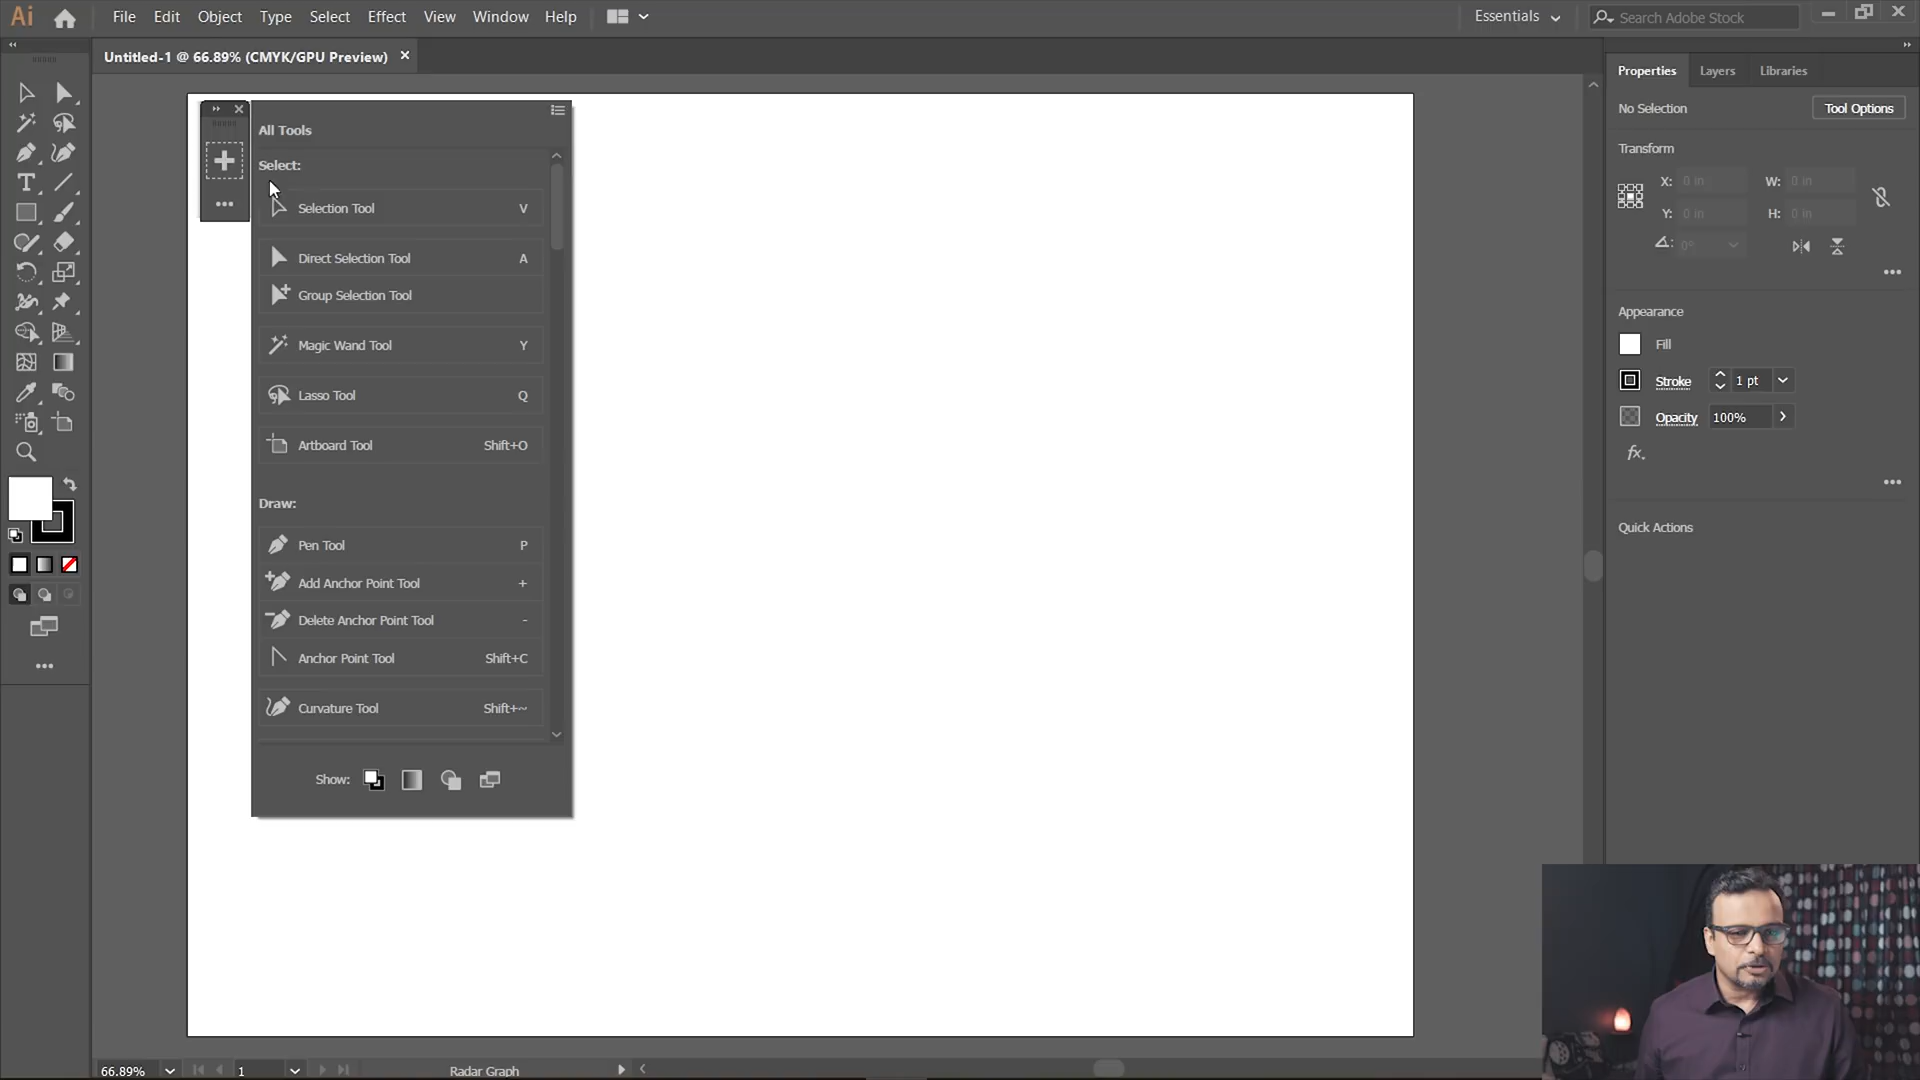 Ai File Edit Object Type Select Effect View Window Help Essentials Search Adobe Stock
Untitled-1 @ 66.89% (CMYK/GPU Preview) ×
Properties Layers Libraries
No Selection Tool Options
Transform
X: 0 in W: 0 in
Y: 0 in H: 0 in
0°
Appearance
Fill
Stroke 1 pt
Opacity 100%
fx.
Quick Actions
All Tools
Select:
Selection Tool V
Direct Selection Tool A
Group Selection Tool
Magic Wand Tool Y
Lasso Tool Q
Artboard Tool Shift+O
Draw:
Pen Tool P
Add Anchor Point Tool +
Delete Anchor Point Tool -
Anchor Point Tool Shift+C
Curvature Tool Shift+~
Show:
66.89% 1 Radar Graph